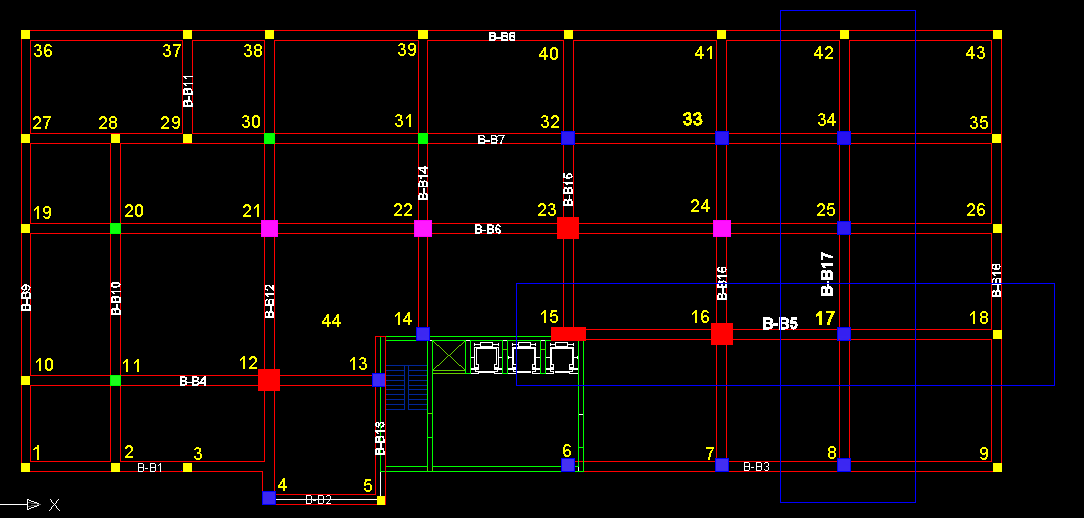 B-B8
36 37 38 39 40 41 42 43
B-B11
27 28 29 30 31 32 33 34 35
B-B7
B-B14 B-B15
19 20 21 22 23 24 25 26
B-B6
B-B9 B-B10 B-B12 B-B16 B-B17 B-B18
44 14 15 16 B-B5 17 18
10 11 12 13
B-B4
B-B13
1 2 3 6 7 8 9
B-B1 B-B3
4 5
B-B2
X